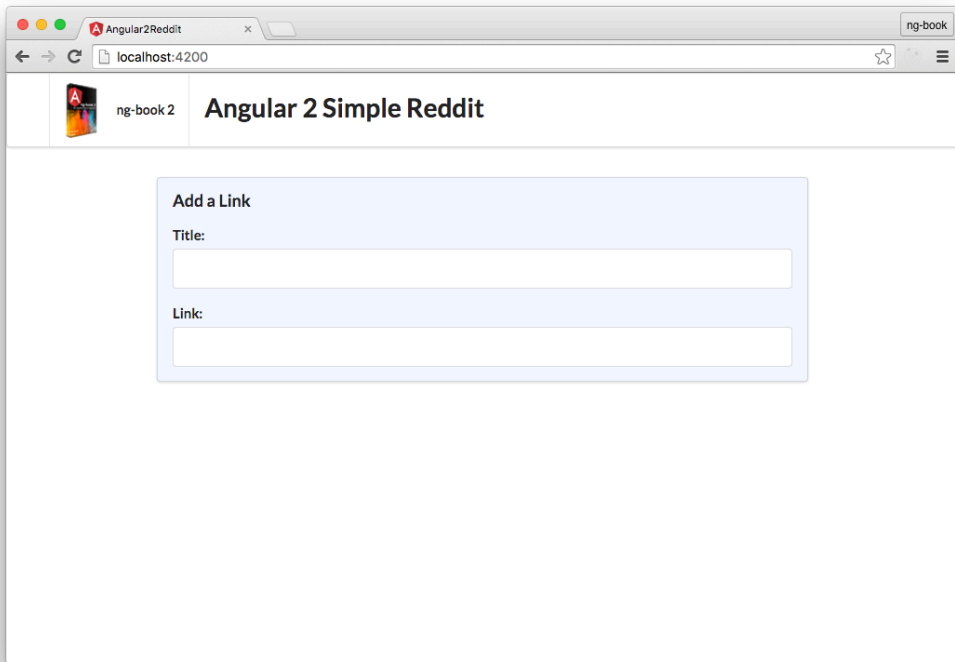 Angular2Reddit
ng-book
localhost:4200
ng-book 2
Angular 2 Simple Reddit
Add a Link
Title:
Link: